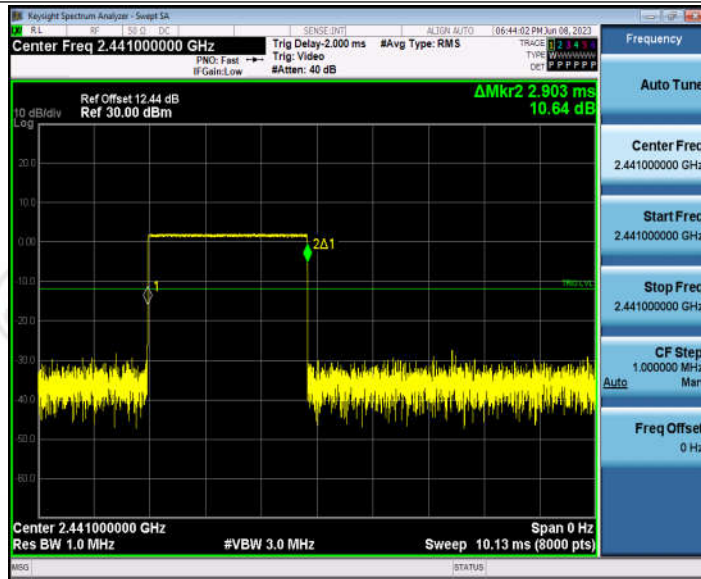 Keysight Spectrum Analyzer - Swept SA
RL RF 50 Ω DC SENSE:INT ALIGN AUTO 06:44:02 PM Jun 08, 2023
Center Freq 2.441000000 GHz
PNO: Fast
IFGain:Low
Trig Delay-2.000 ms
Trig: Video
#Atten: 40 dB
#Avg Type: RMS
TRACE 1 2 3 4 5 6
TYPE WWWWWW
DET P P P P P P
Ref Offset 12.44 dB
Ref 30.00 dBm
10 dB/div
Log
ΔMkr2 2.903 ms
10.64 dB
20.0
10.0
0.00
-10.0
-20.0
-30.0
-40.0
-50.0
-60.0
1
2Δ1
TRIG LVL
Center 2.441000000 GHz
Span 0 Hz
Res BW 1.0 MHz
#VBW 3.0 MHz
Sweep 10.13 ms (8000 pts)
MSG
STATUS
Frequency
Auto Tune
Center Freq
2.441000000 GHz
Start Freq
2.441000000 GHz
Stop Freq
2.441000000 GHz
CF Step
1.000000 MHz
Auto Man
Freq Offset
0 Hz